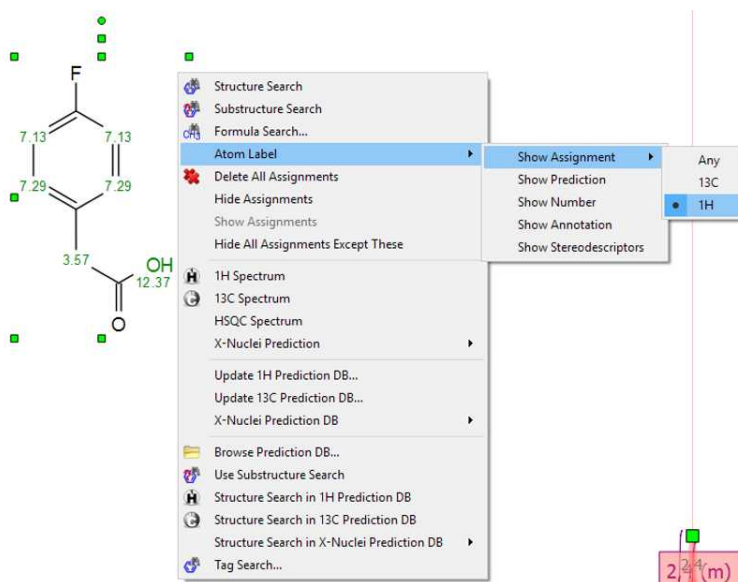 F
7.13 7.13
7.29 7.29
3.57
OH
12.37
O
Structure Search
Substructure Search
CH3 Formula Search...
Atom Label
Delete All Assignments
Hide Assignments
Show Assignments
Hide All Assignments Except These
H 1H Spectrum
C 13C Spectrum
HSQC Spectrum
X-Nuclei Prediction
Update 1H Prediction DB...
Update 13C Prediction DB...
X-Nuclei Prediction DB
Browse Prediction DB...
Use Substructure Search
H Structure Search in 1H Prediction DB
C Structure Search in 13C Prediction DB
Structure Search in X-Nuclei Prediction DB
Tag Search...
Show Assignment
Show Prediction
Show Number
Show Annotation
Show Stereodescriptors
Any
13C
1H
(m)